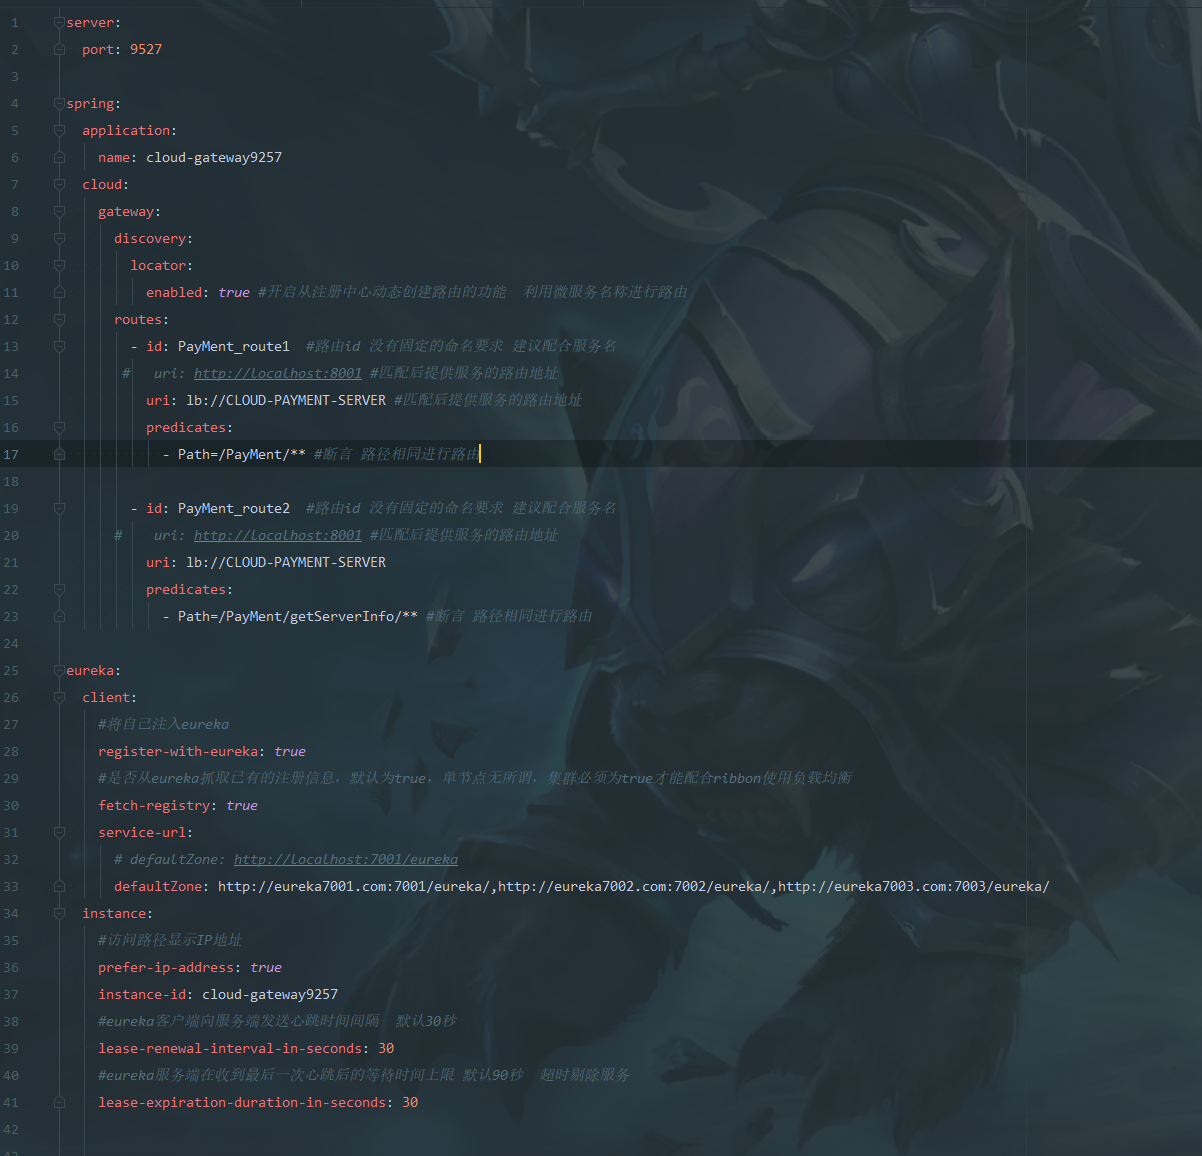 1 server:
2 port: 9527
3
4 spring:
5 application:
6 name: cloud-gateway9257
7 cloud:
8 gateway:
9 discovery:
10 locator:
11 enabled: true #开启从注册中心动态创建路由的功能 利用微服务名称进行路由
12 routes:
13 - id: PayMent_route1 #路由id 没有固定的命名要求 建议配合服务名
14 # uri: http://localhost:8001 #匹配后提供服务的路由地址
15 uri: lb://CLOUD-PAYMENT-SERVER #匹配后提供服务的路由地址
16 predicates:
17 - Path=/PayMent/** #断言 路径相同进行路由
18
19 - id: PayMent_route2 #路由id 没有固定的命名要求 建议配合服务名
20 # uri: http://localhost:8001 #匹配后提供服务的路由地址
21 uri: lb://CLOUD-PAYMENT-SERVER
22 predicates:
23 - Path=/PayMent/getServerInfo/** #断言 路径相同进行路由
24
25 eureka:
26 client:
27 #将自己注入eureka
28 register-with-eureka: true
29 #是否从eureka抓取已有的注册信息，默认为true，单节点无所谓，集群必须为true才能配合ribbon使用负载均衡
30 fetch-registry: true
31 service-url:
32 # defaultZone: http://localhost:7001/eureka
33 defaultZone: http://eureka7001.com:7001/eureka/,http://eureka7002.com:7002/eureka/,http://eureka7003.com:7003/eureka/
34 instance:
35 #访问路径显示IP地址
36 prefer-ip-address: true
37 instance-id: cloud-gateway9257
38 #eureka客户端向服务端发送心跳时间间隔 默认30秒
39 lease-renewal-interval-in-seconds: 30
40 #eureka服务端在收到最后一次心跳后的等待时间上限 默认90秒 超时剔除服务
41 lease-expiration-duration-in-seconds: 30
42